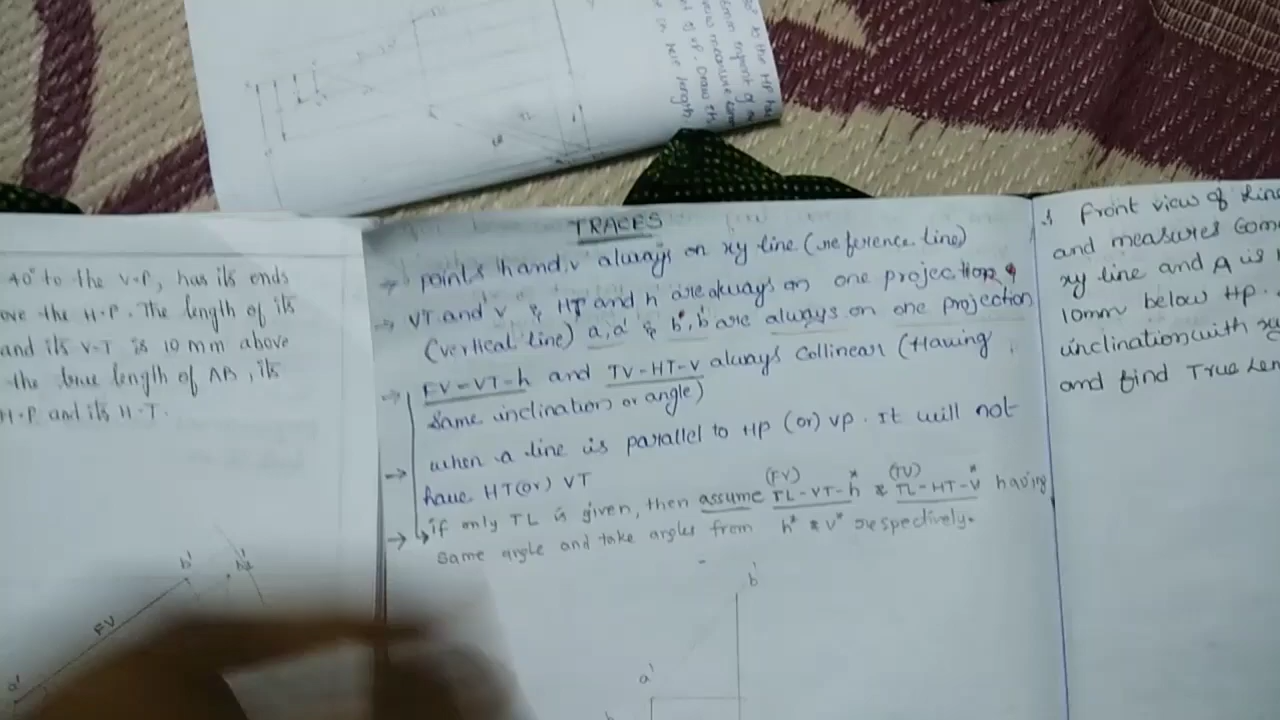 40° to the V.P, has its ends
ove the H.P. The length of its
and its V.T is 10 mm above
the true length of AB, its
H.P and its H.T.
b'
FV
a'
TRACES
→ points h and v always on xy line (reference line)
→ VT and v & HT and h are always on one projection
(vertical line) a, a' & b, b' are always on one projection
→ FV-VT-h and TV-HT-V always collinear (Having
same inclination or angle)
→ when a line is parallel to HP (or) VP. It will not
have HT (or) VT
(FV) (TV)
→ if only TL is given, then assume TL-VT-h* & TL-HT-v* having
same angle and take angles from h* & v* respectively.
b'
a'
front view of Lin
and measures
xy line and A is
10mm below HP.
inclination with xy
and find True Len